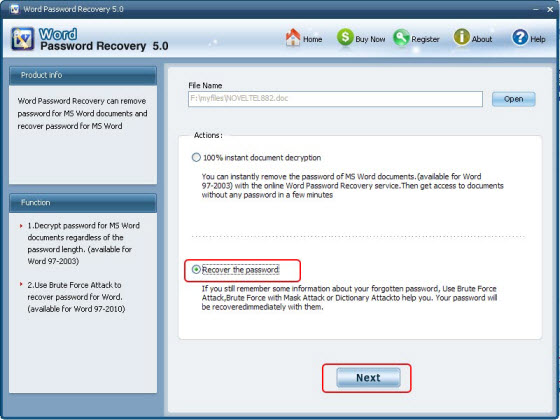 Word Password Recovery 5.0
Word
Password Recovery 5.0
Home
Buy Now
Register
About
Help
Product info
Word Password Recovery can remove
password for MS Word documents and
recover password for MS Word
Function
1.Decrypt password for MS Word
documents regardless of the
password length. (available for
Word 97-2003)
2.Use Brute Force Attack to
recover password for Word.
(available for Word 97-2010)
File Name
F:\myfiles\NOVELTEL882.doc
Open
Actions:
100% instant document decryption
You can instantly remove the password of MS Word documents.(available for Word
97-2003) with the online Word Password Recovery service.Then get access to documents
without any password in a few minutes
Recover the password
If you still remember some information about your forgotten password, Use Brute Force
Attack,Brute Force with Mask Attack or Dictionary Attackto help you. Your password will
be recoveredimmediately with them.
Next